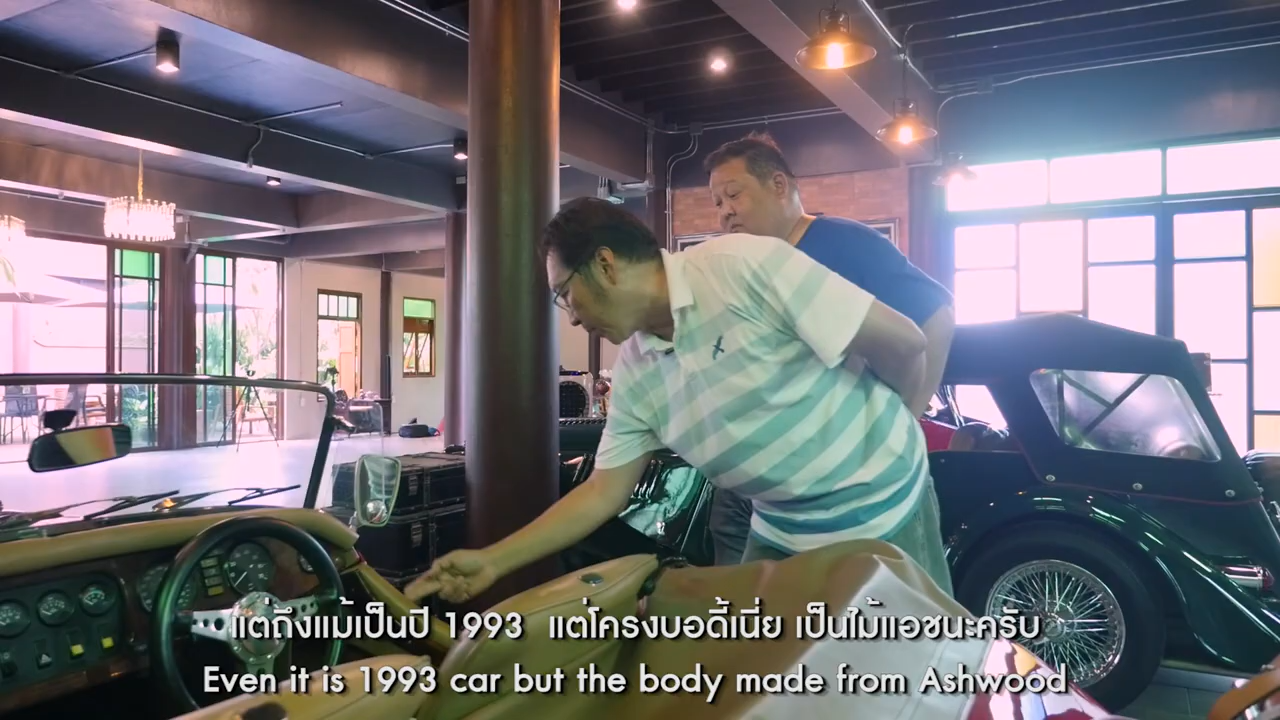 แต่ถึงแม้เป็นปี 1993 แต่โครงบอดี้เนี่ย เป็นไม้แอชนะครับ
Even it is 1993 car but the body made from Ashwood